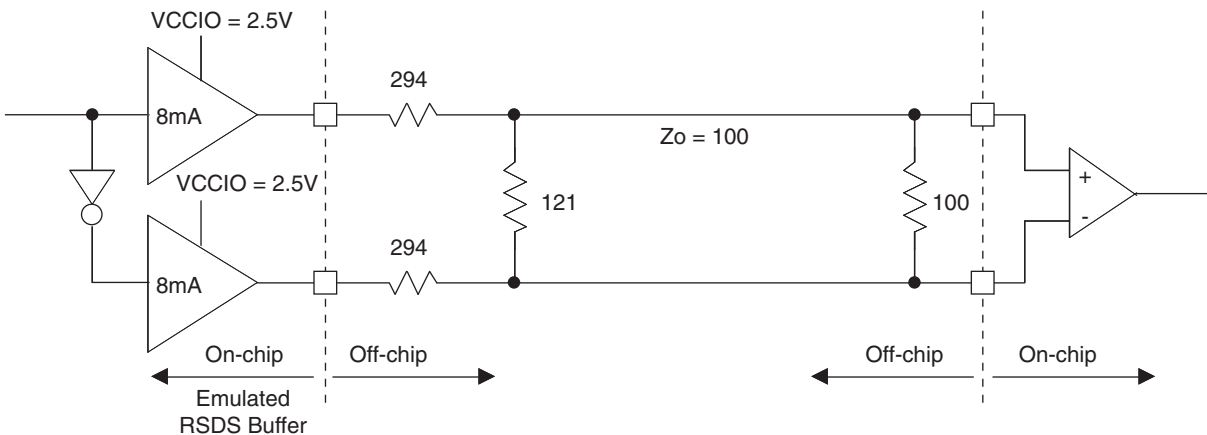 VCCIO = 2.5V
294
8mA
Zo = 100
VCCIO = 2.5V
121
100
+
-
294
8mA
On-chip
Off-chip
Off-chip
On-chip
Emulated
RSDS Buffer